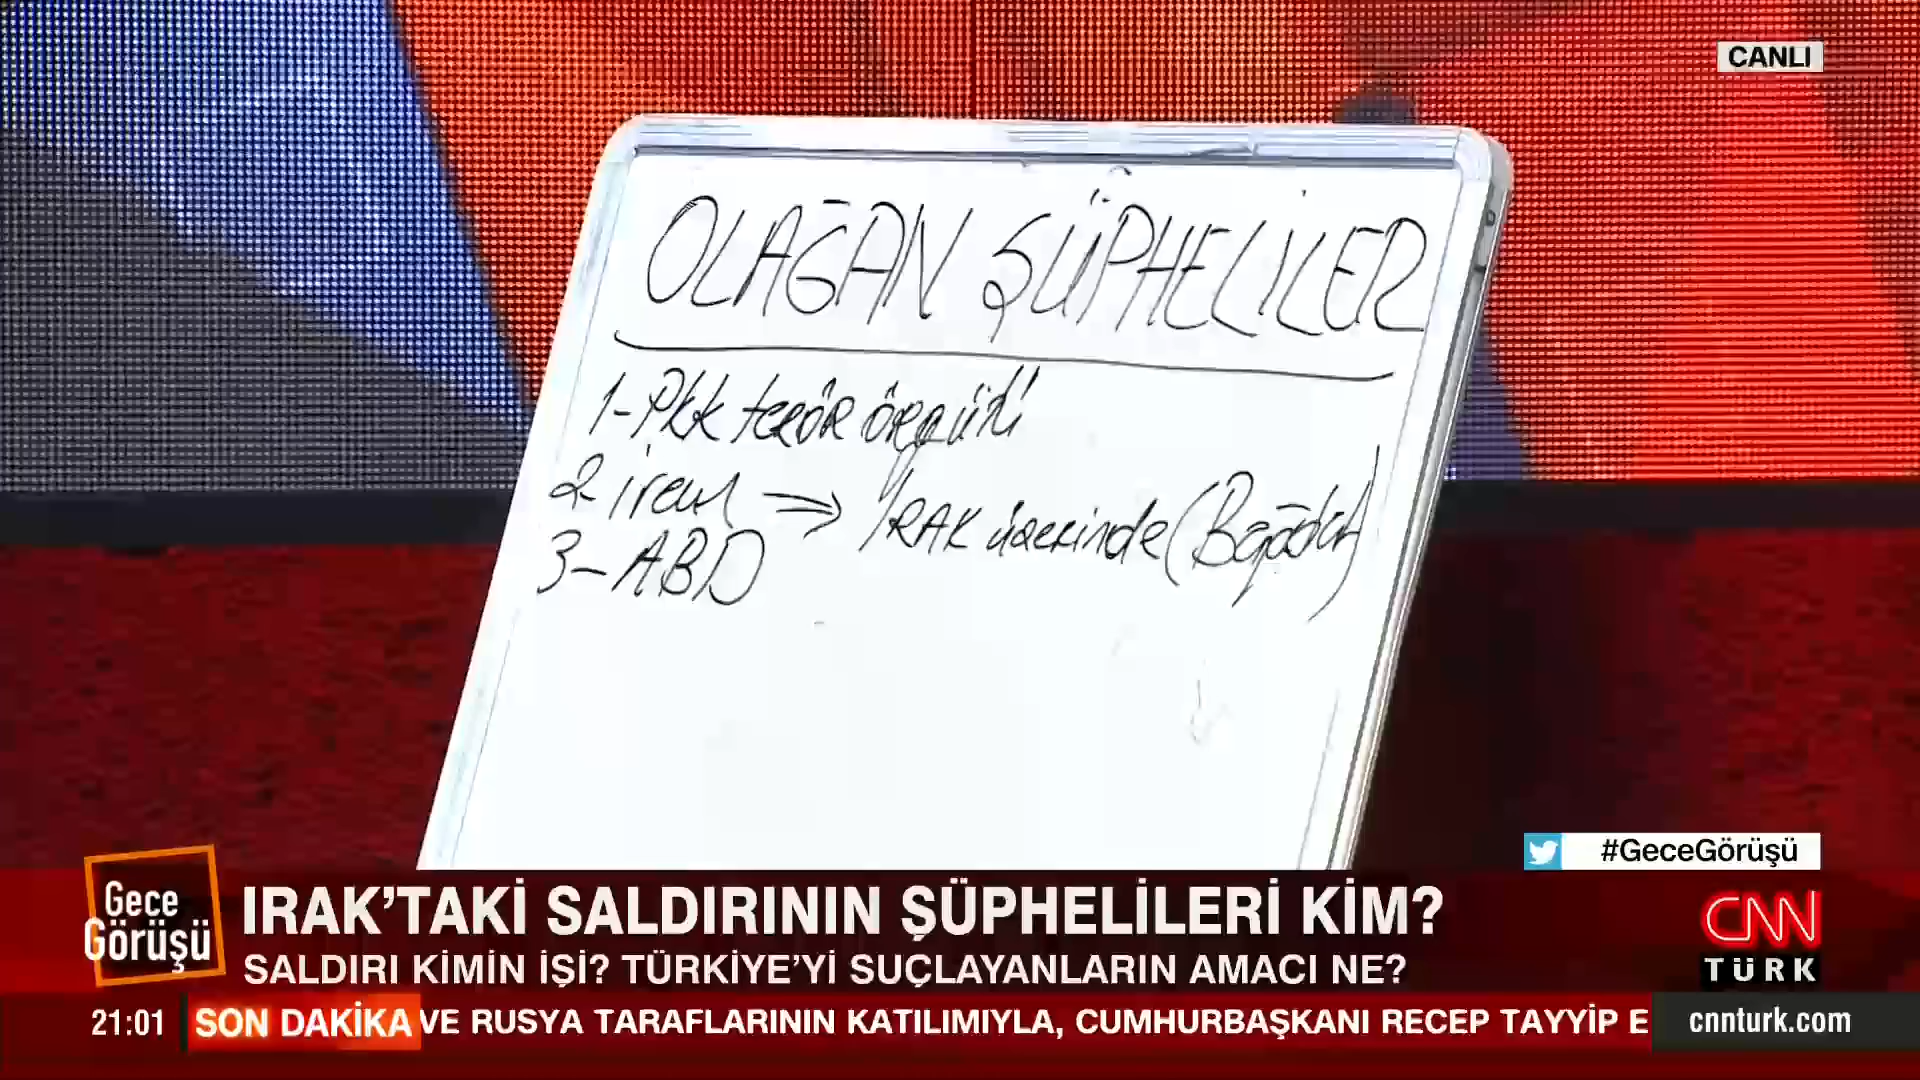 CANLI
OLAĞAN ŞÜPHELİLER
1-PKK terör örgütü
2-İran ⇒ IRAK üzerinde (Bağdat)
3-ABD
#GeceGörüşü
Gece
Görüşü
IRAK'TAKİ SALDIRININ ŞÜPHELİLERİ KİM?
SALDIRI KİMİN İŞİ? TÜRKİYE'Yİ SUÇLAYANLARIN AMACI NE?
CNN
TÜRK
21:01 SON DAKİKA VE RUSYA TARAFLARININ KATILIMIYLA, CUMHURBAŞKANI RECEP TAYYİP E cnnturk.com